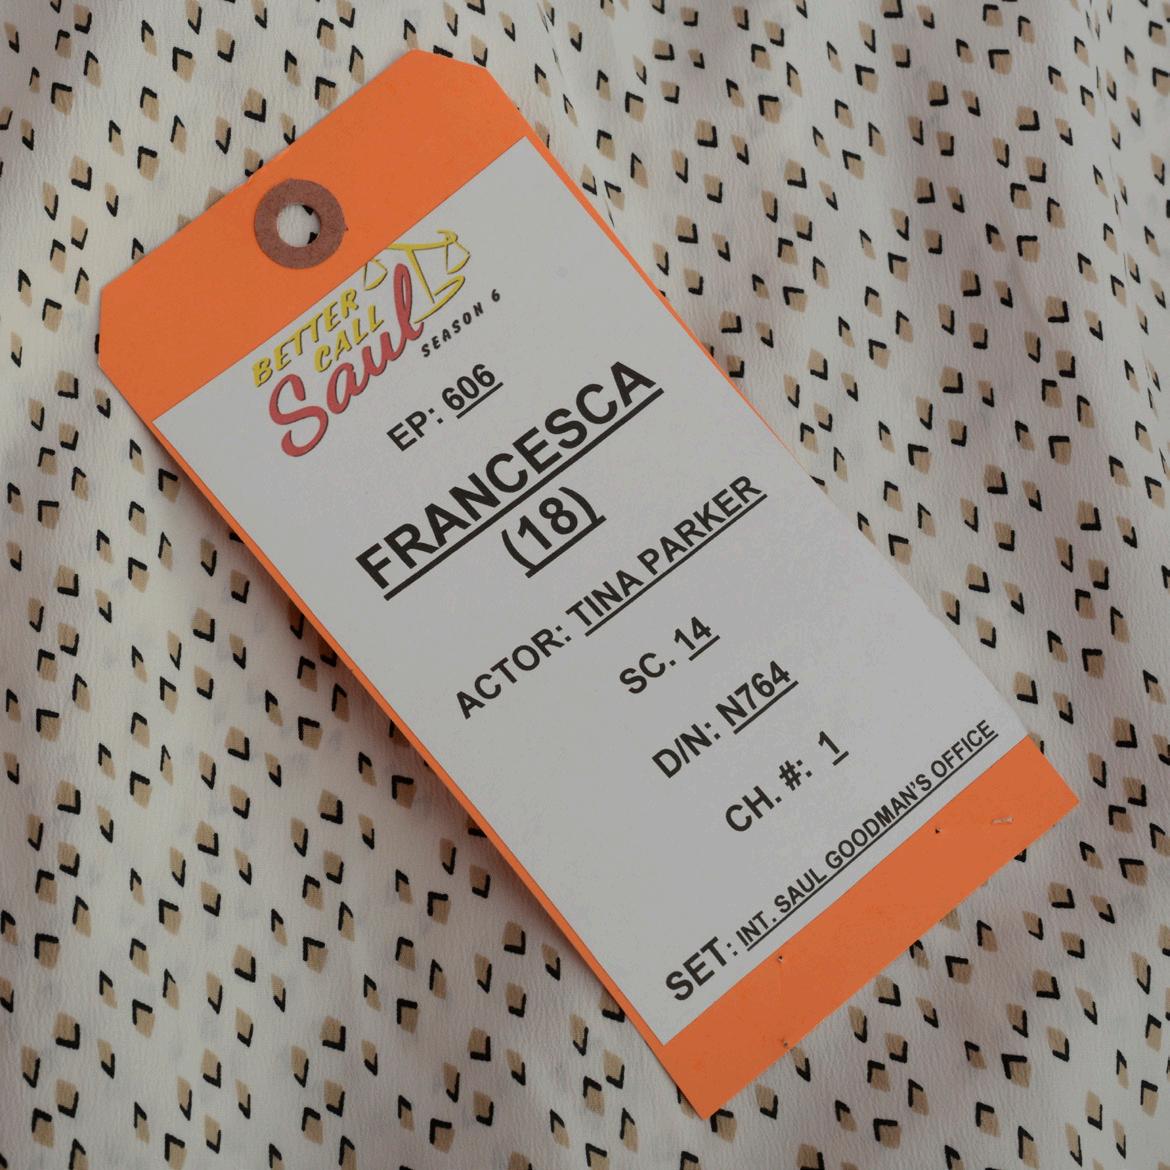 BETTER
CALL
Saul
SEASON 6
EP: 606
FRANCESCA
(18)
ACTOR: TINA PARKER
SC. 14
D/N: N764
CH. #: 1
SET: INT. SAUL GOODMAN'S OFFICE